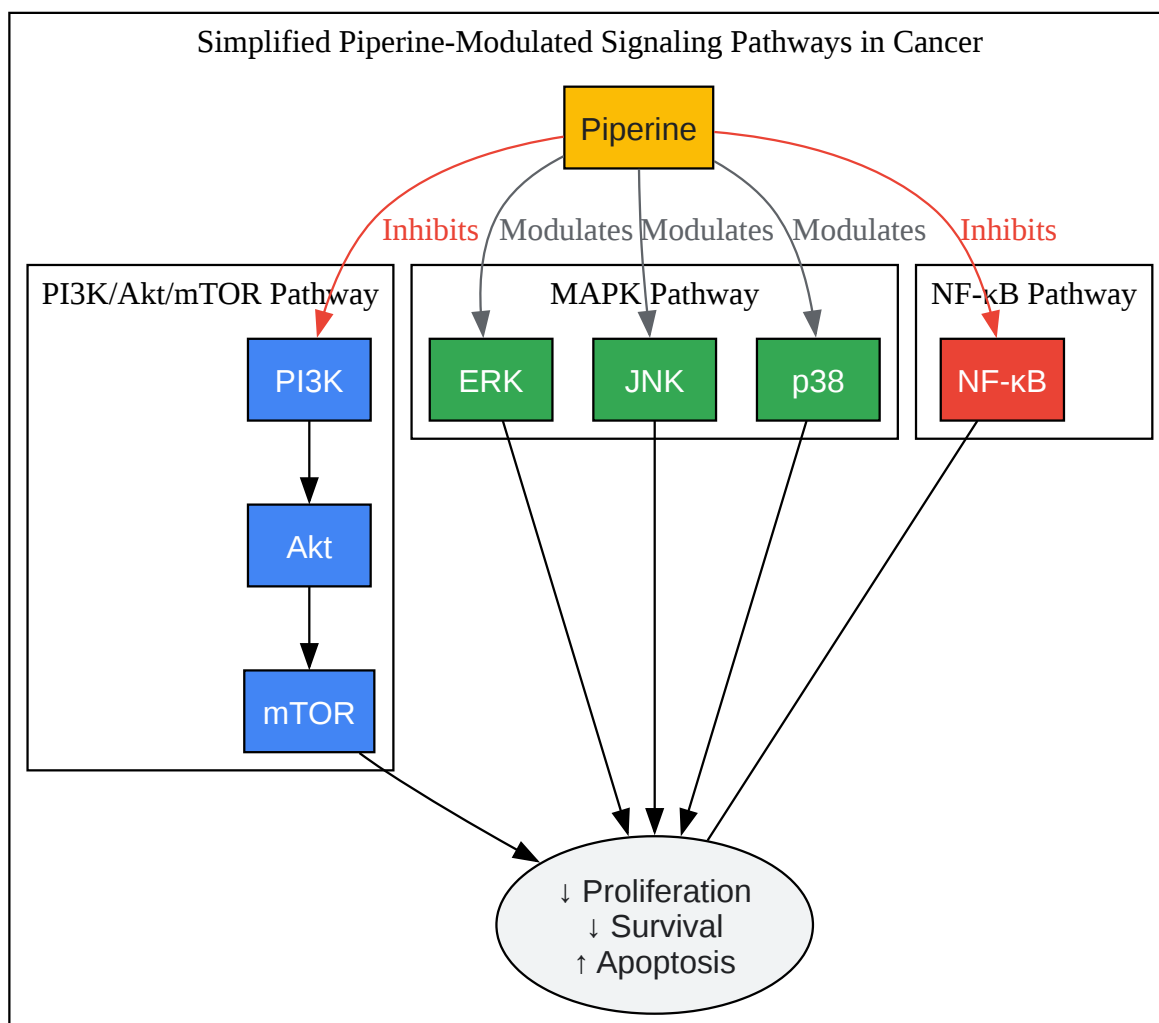 Simplified Piperine-Modulated Signaling Pathways in Cancer
Piperine
Inhibits
Modulates
Modulates
Modulates
Inhibits
PI3K/Akt/mTOR Pathway
MAPK Pathway
NF-κB Pathway
PI3K
ERK
JNK
p38
NF-κB
Akt
mTOR
↓ Proliferation
↓ Survival
↑ Apoptosis